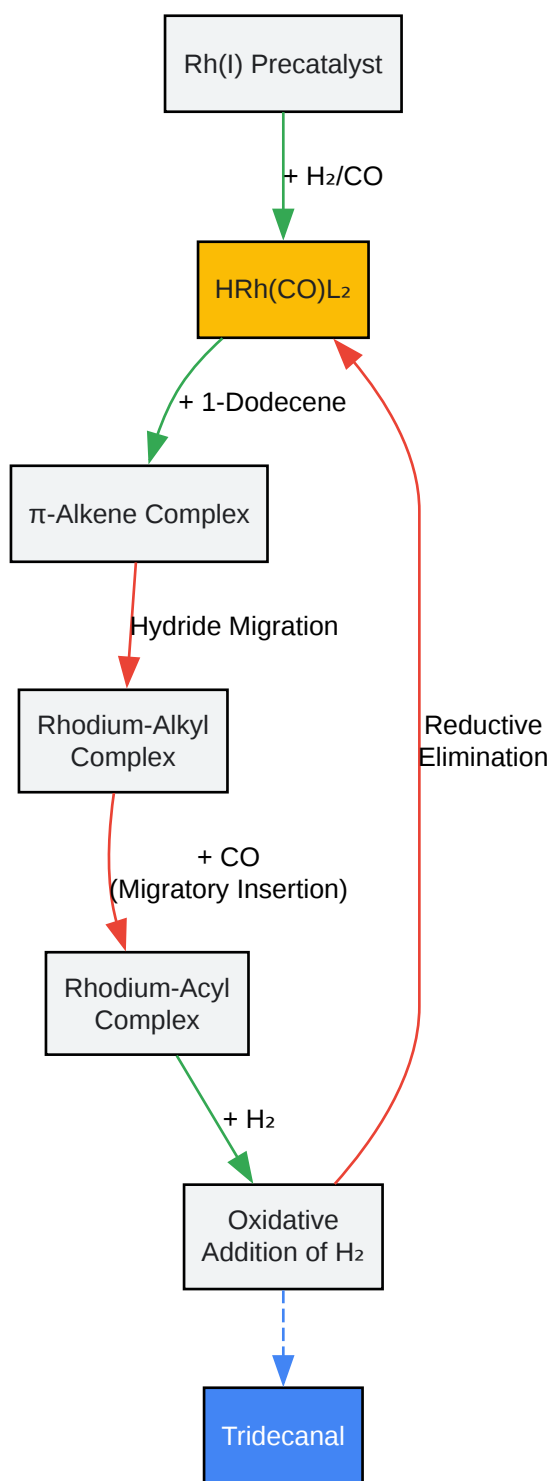 Rh(I) Precatalyst
+ H₂/CO
HRh(CO)L₂
+ 1-Dodecene
π-Alkene Complex
Hydride Migration
Rhodium-Alkyl
Complex
Reductive
Elimination
+ CO
(Migratory Insertion)
Rhodium-Acyl
Complex
+ H₂
Oxidative
Addition of H₂
Tridecanal